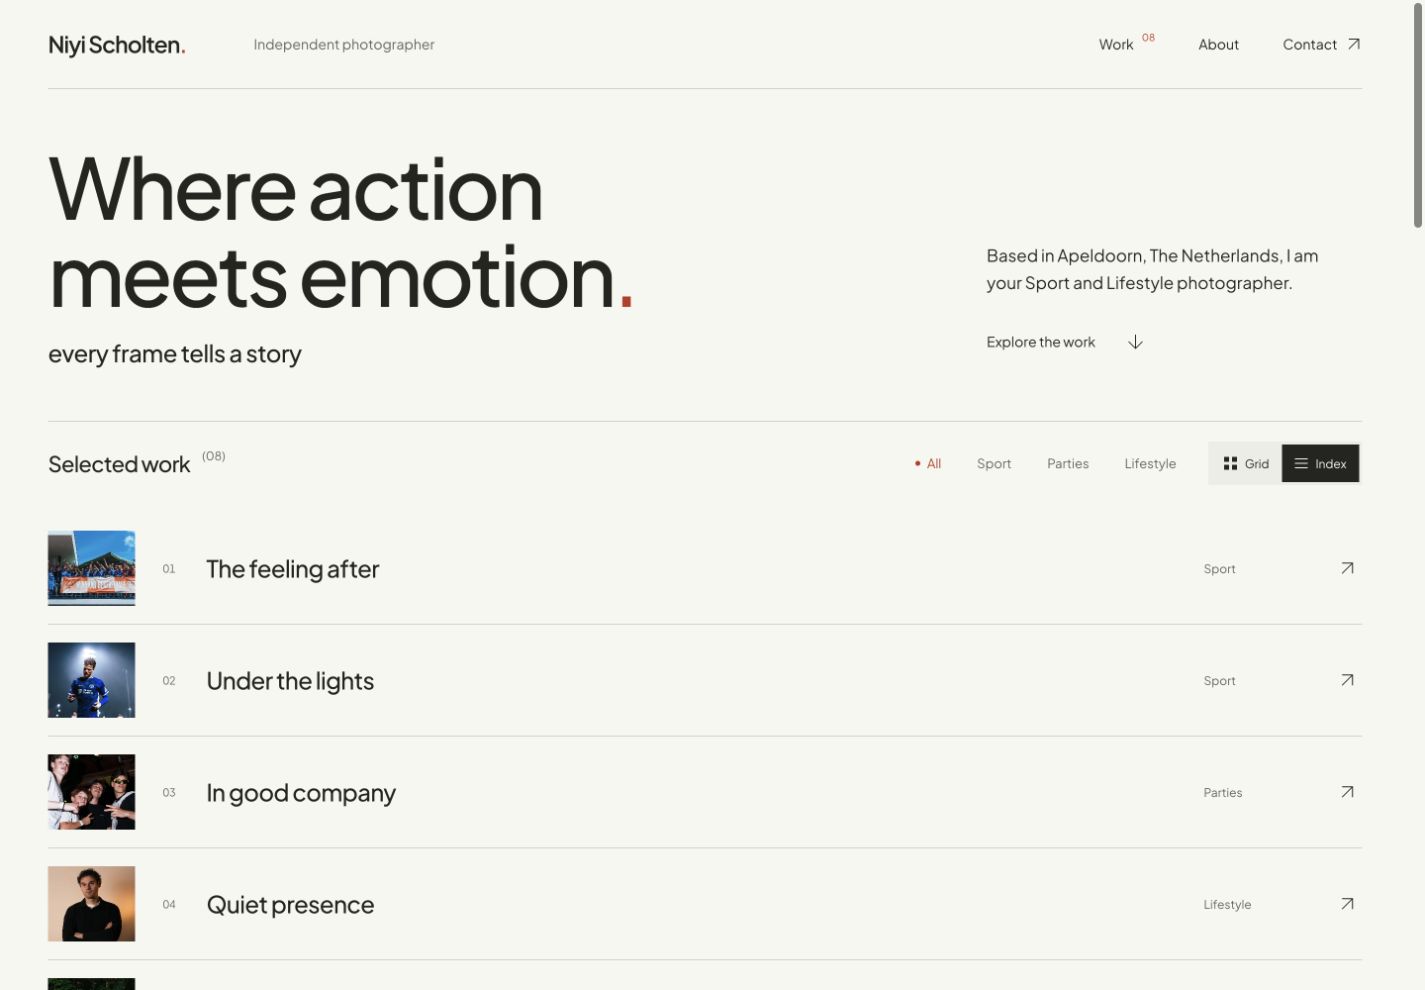 Niyi Scholten.
Independent photographer
Work 08
About
Contact
Where action
meets emotion.
every frame tells a story
Based in Apeldoorn, The Netherlands, I am
your Sport and Lifestyle photographer.
Explore the work
Selected work (08)
All
Sport
Parties
Lifestyle
Grid
Index
01
The feeling after
Sport
02
Under the lights
Sport
03
In good company
Parties
04
Quiet presence
Lifestyle